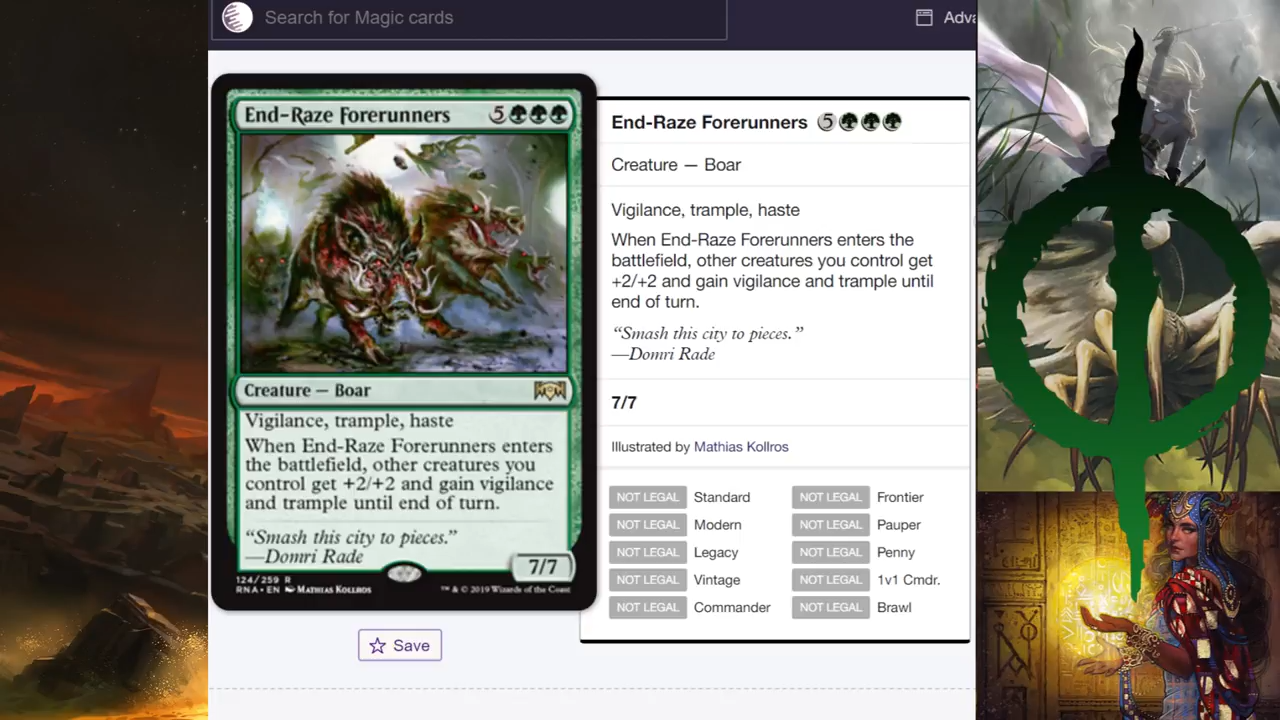 Search for Magic cards
Adva
End-Raze Forerunners 5
Creature — Boar
Vigilance, trample, haste
When End-Raze Forerunners enters
the battlefield, other creatures you
control get +2/+2 and gain vigilance
and trample until end of turn.
“Smash this city to pieces.”
—Domri Rade
7/7
124/259 R
RNA • EN Mathias Kollros
™ & © 2019 Wizards of the Coast
Save
End-Raze Forerunners 5
Creature — Boar
Vigilance, trample, haste
When End-Raze Forerunners enters the
battlefield, other creatures you control get
+2/+2 and gain vigilance and trample until
end of turn.
“Smash this city to pieces.”
—Domri Rade
7/7
Illustrated by Mathias Kollros
NOT LEGAL Standard NOT LEGAL Frontier
NOT LEGAL Modern NOT LEGAL Pauper
NOT LEGAL Legacy NOT LEGAL Penny
NOT LEGAL Vintage NOT LEGAL 1v1 Cmdr.
NOT LEGAL Commander NOT LEGAL Brawl